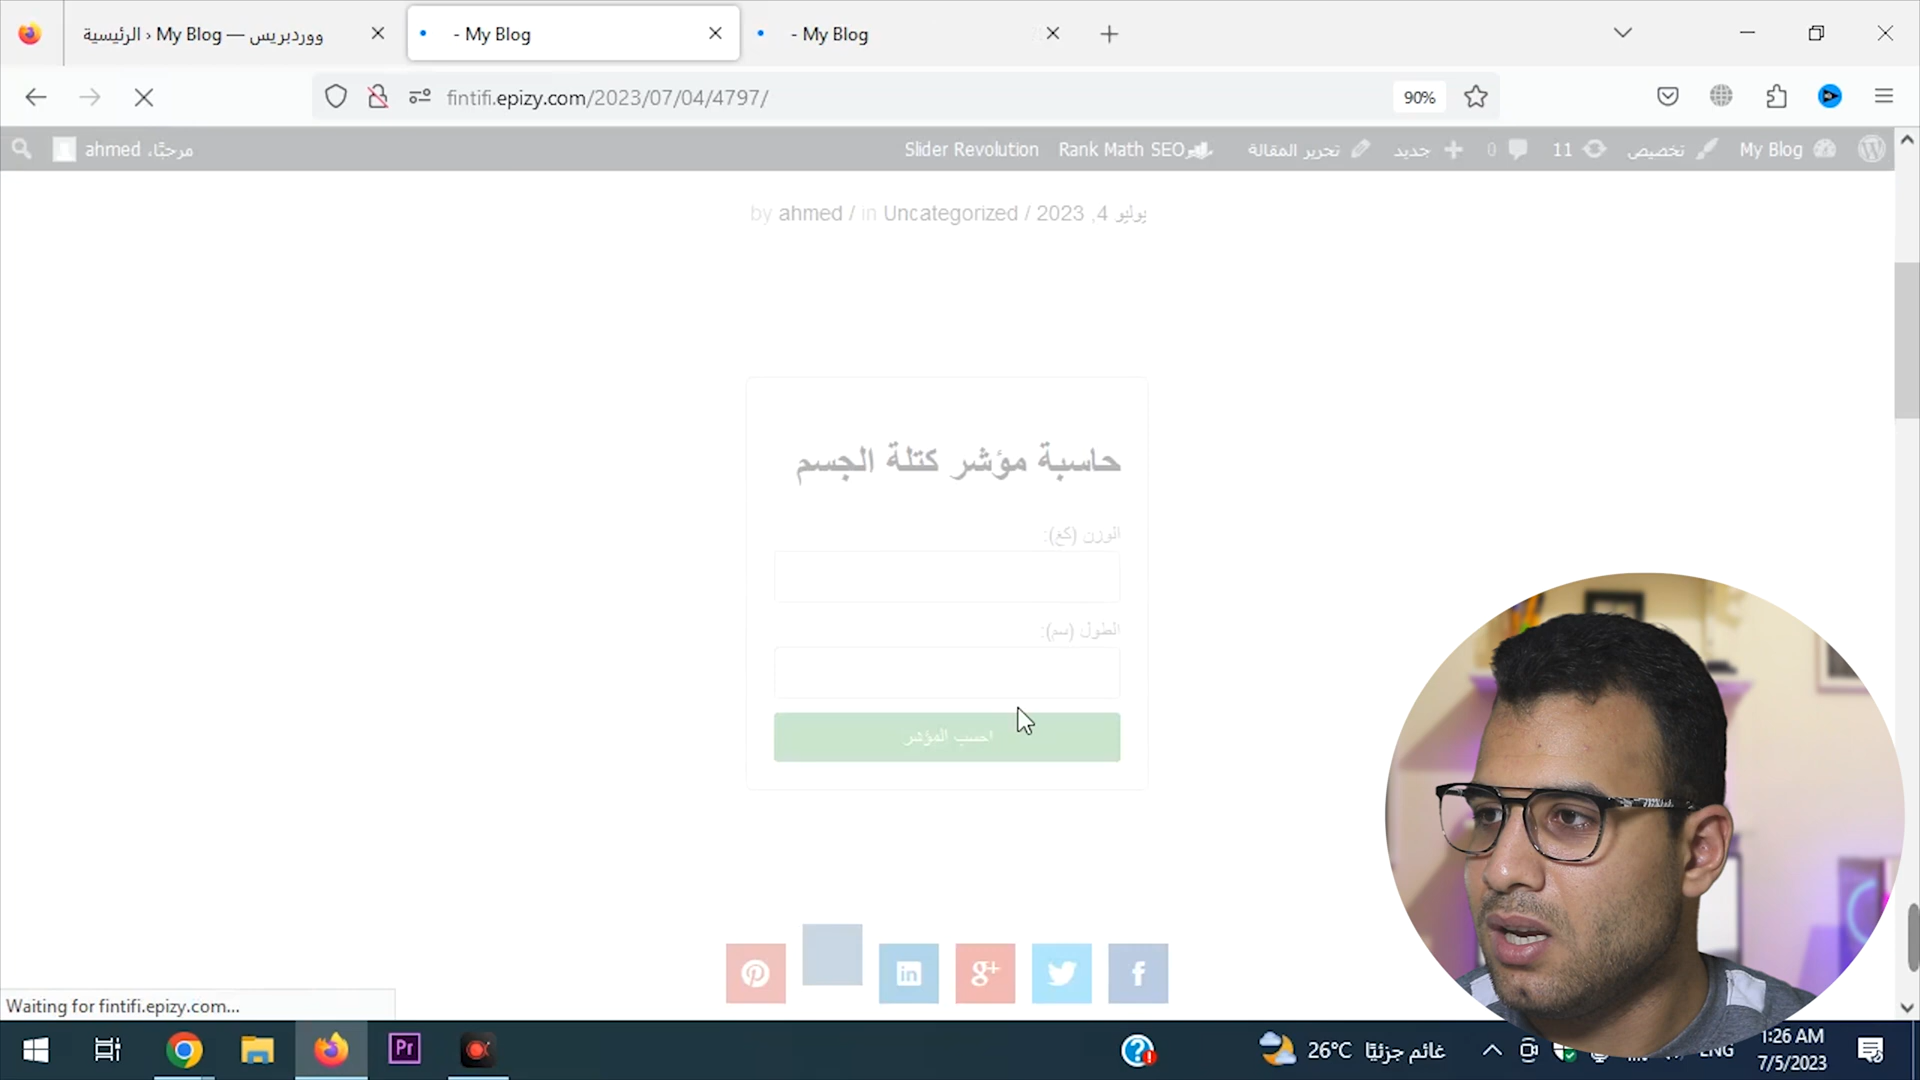 ووردبريس — My Blog ‹ الرئيسية
- My Blog
- My Blog
fintifi.epizy.com/2023/07/04/4797/
90%
My Blog
تخصيص
11
0
جديد
تحرير المقالة
Rank Math SEO
Slider Revolution
مرحبًا، ahmed
by ahmed / in Uncategorized / يوليو 4, 2023
حاسبة مؤشر كتلة الجسم
الوزن (كغ):
الطول (سم):
احسب المؤشر
Waiting for fintifi.epizy.com...
Pr
26°C غائم جزئيًا
ENG
1:26 AM
7/5/2023